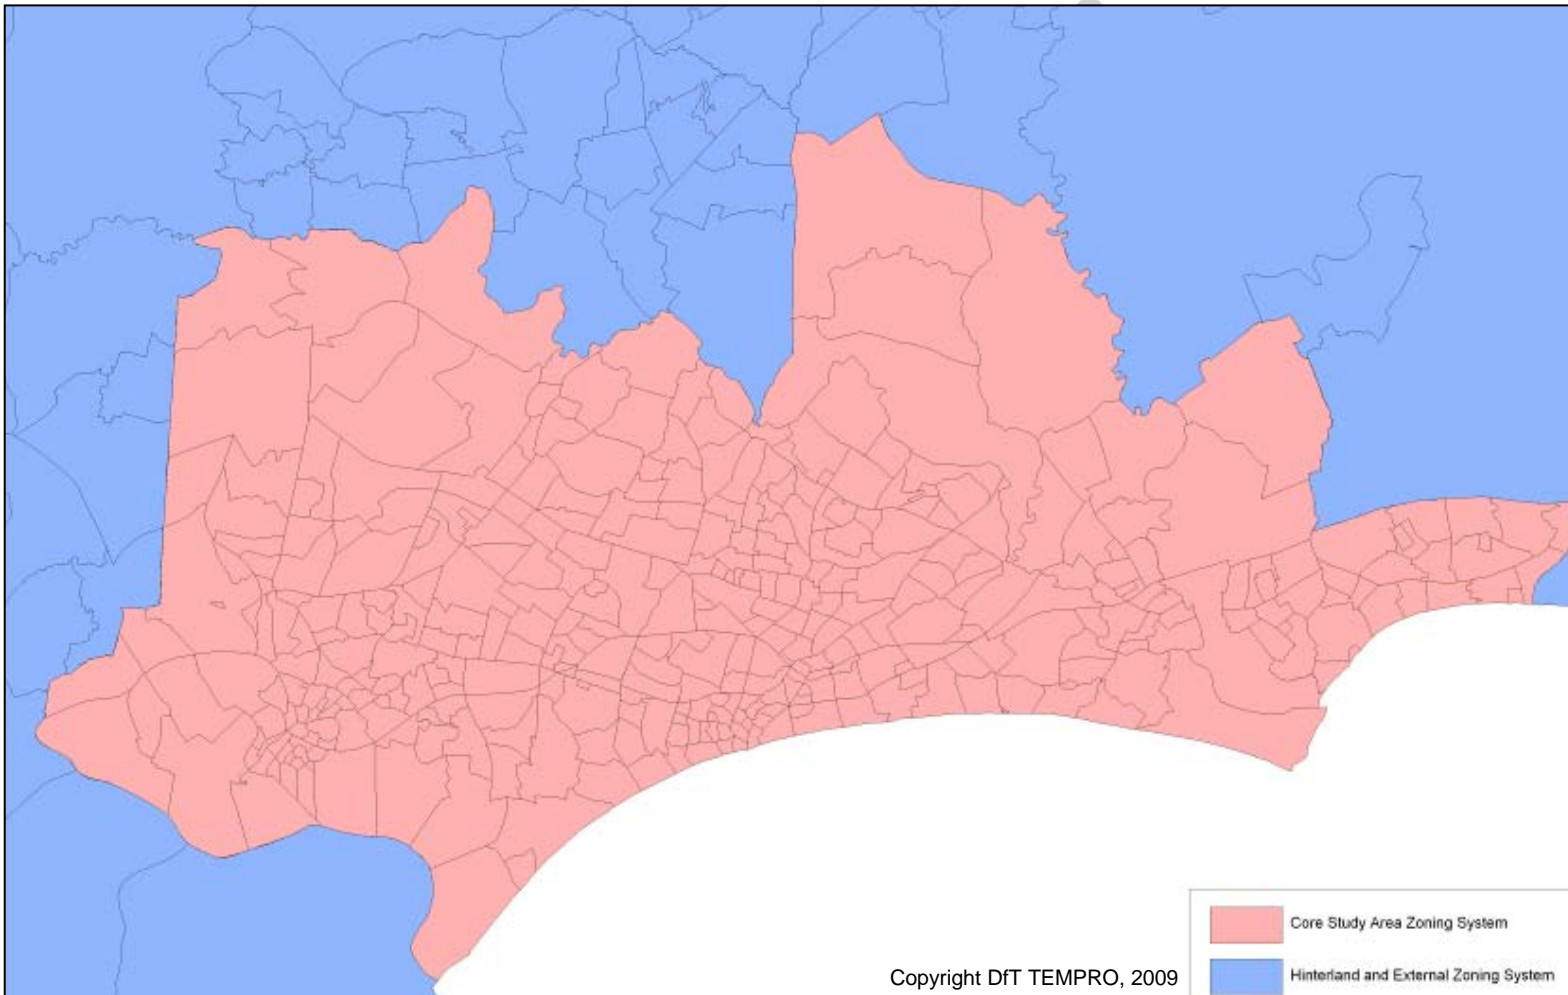 Core Study Area Zoning System
Copyright DfT TEMPRO, 2009
Hinterland and External Zoning System